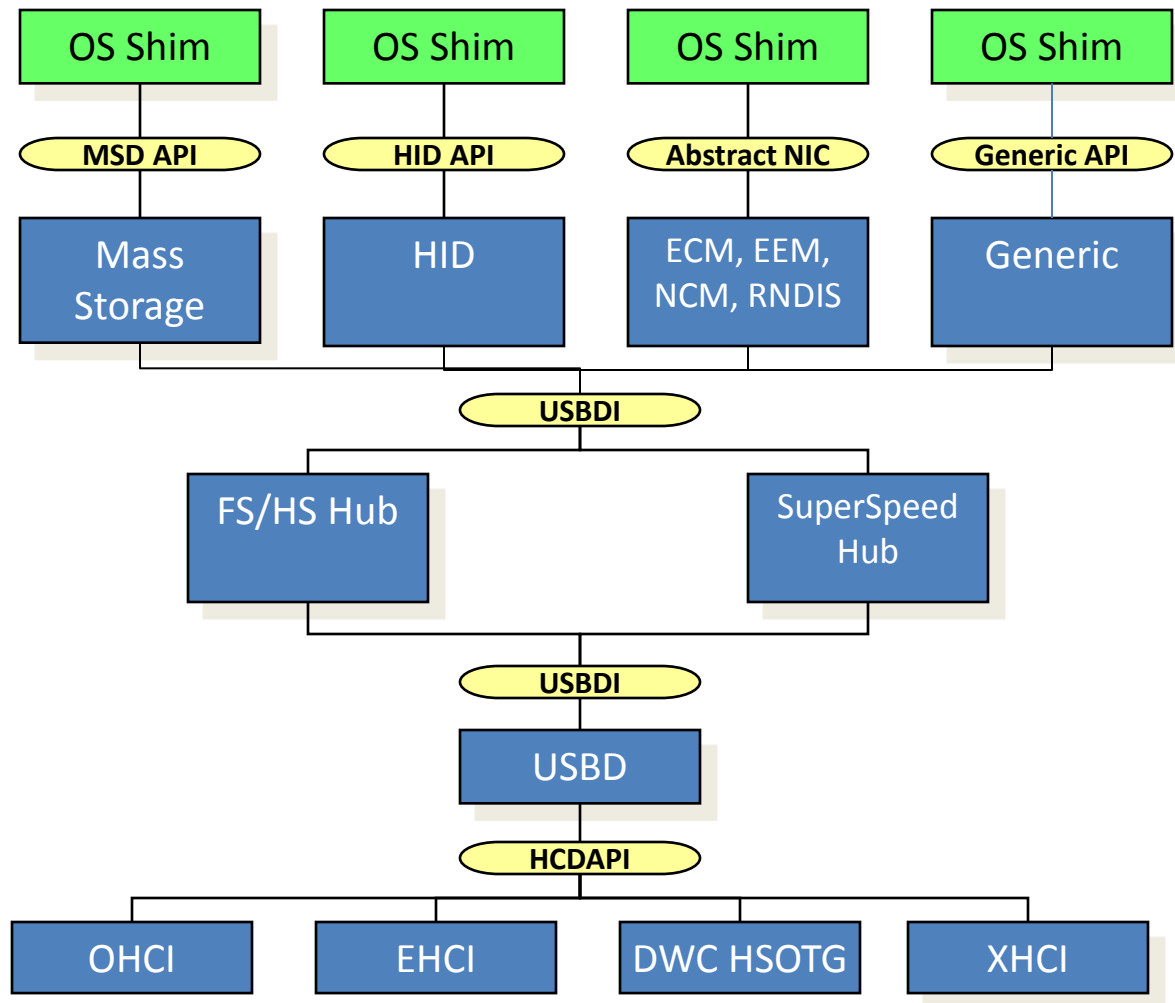 OS Shim
OS Shim
OS Shim
OS Shim
MSD API
HID API
Abstract NIC
Generic API
Mass
Storage
HID
ECM, EEM,
NCM, RNDIS
Generic
USBDI
FS/HS Hub
SuperSpeed
Hub
USBDI
USBD
HCDAPI
OHCI
EHCI
DWC HSOTG
XHCI